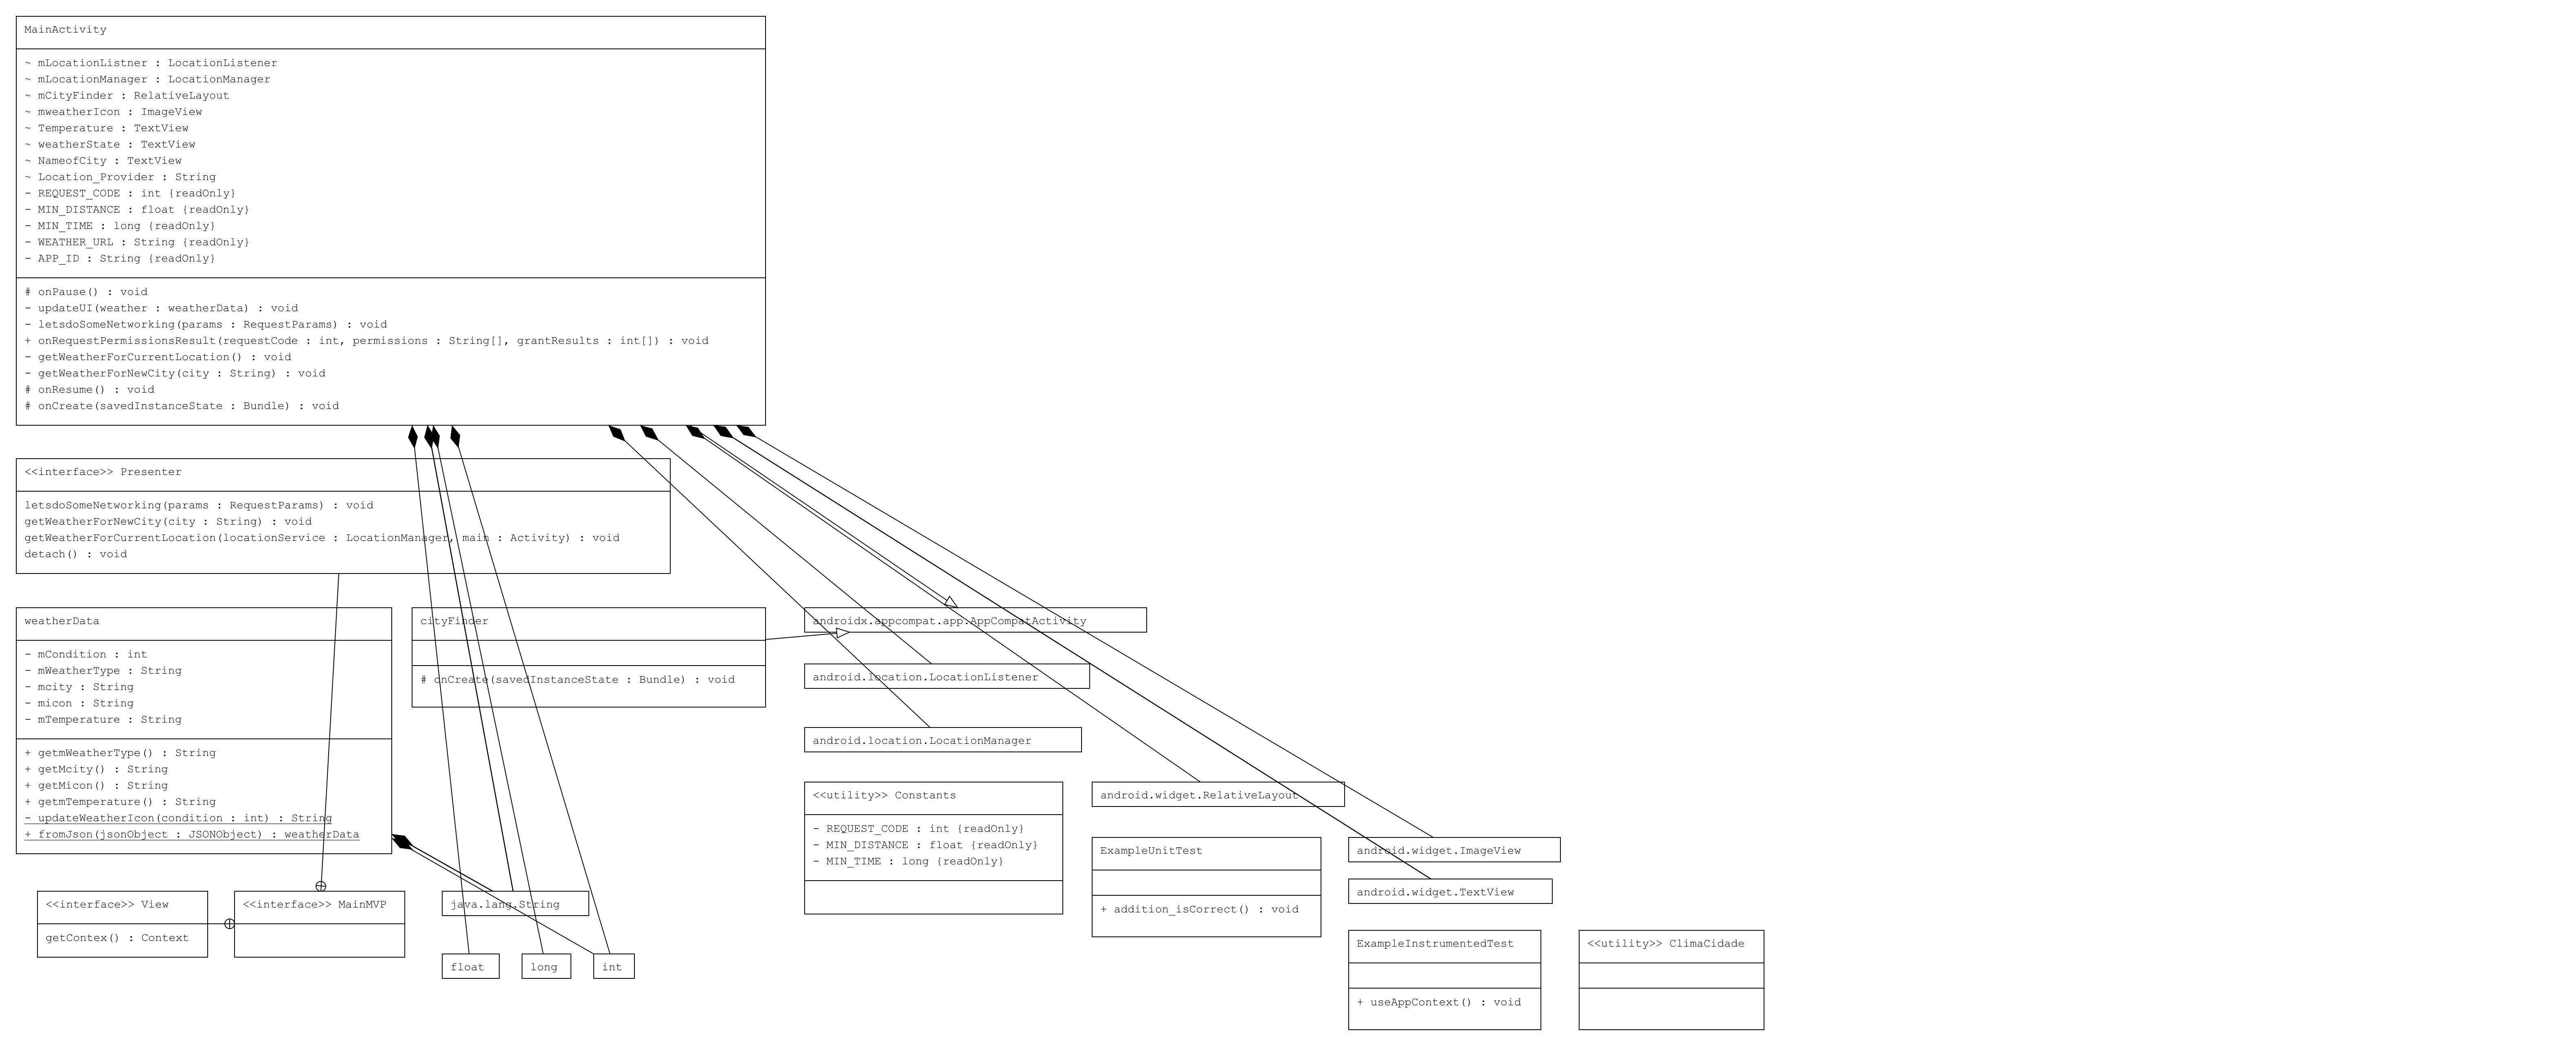 MainActivity
~ mLocationListner : LocationListener
~ mLocationManager : LocationManager
~ mCityFinder : RelativeLayout
~ mweatherIcon : ImageView
~ Temperature : TextView
~ weatherState : TextView
~ NameofCity : TextView
~ Location_Provider : String
- REQUEST_CODE : int {readOnly}
- MIN_DISTANCE : float {readOnly}
- MIN_TIME : long {readOnly}
- WEATHER_URL : String {readOnly}
- APP_ID : String {readOnly}
# onPause() : void
- updateUI(weather : weatherData) : void
- letsdoSomeNetworking(params : RequestParams) : void
+ onRequestPermissionsResult(requestCode : int, permissions : String[], grantResults : int[]) : void
- getWeatherForCurrentLocation() : void
- getWeatherForNewCity(city : String) : void
# onResume() : void
# onCreate(savedInstanceState : Bundle) : void
<<interface>> Presenter
letsdoSomeNetworking(params : RequestParams) : void
getWeatherForNewCity(city : String) : void
getWeatherForCurrentLocation(locationService : LocationManager, main : Activity) : void
detach() : void
weatherData
- mCondition : int
- mWeatherType : String
- mcity : String
- micon : String
- mTemperature : String
+ getmWeatherType() : String
+ getMcity() : String
+ getMicon() : String
+ getmTemperature() : String
- updateWeatherIcon(condition : int) : String
+ fromJson(jsonObject : JSONObject) : weatherData
cityFinder
# onCreate(savedInstanceState : Bundle) : void
androidx.appcompat.app.AppCompatActivity
android.location.LocationListener
android.location.LocationManager
<<utility>> Constants
- REQUEST_CODE : int {readOnly}
- MIN_DISTANCE : float {readOnly}
- MIN_TIME : long {readOnly}
android.widget.RelativeLayout
ExampleUnitTest
+ addition_isCorrect() : void
android.widget.ImageView
android.widget.TextView
<<interface>> View
getContex() : Context
<<interface>> MainMVP
java.lang.String
float
long
int
ExampleInstrumentedTest
+ useAppContext() : void
<<utility>> ClimaCidade